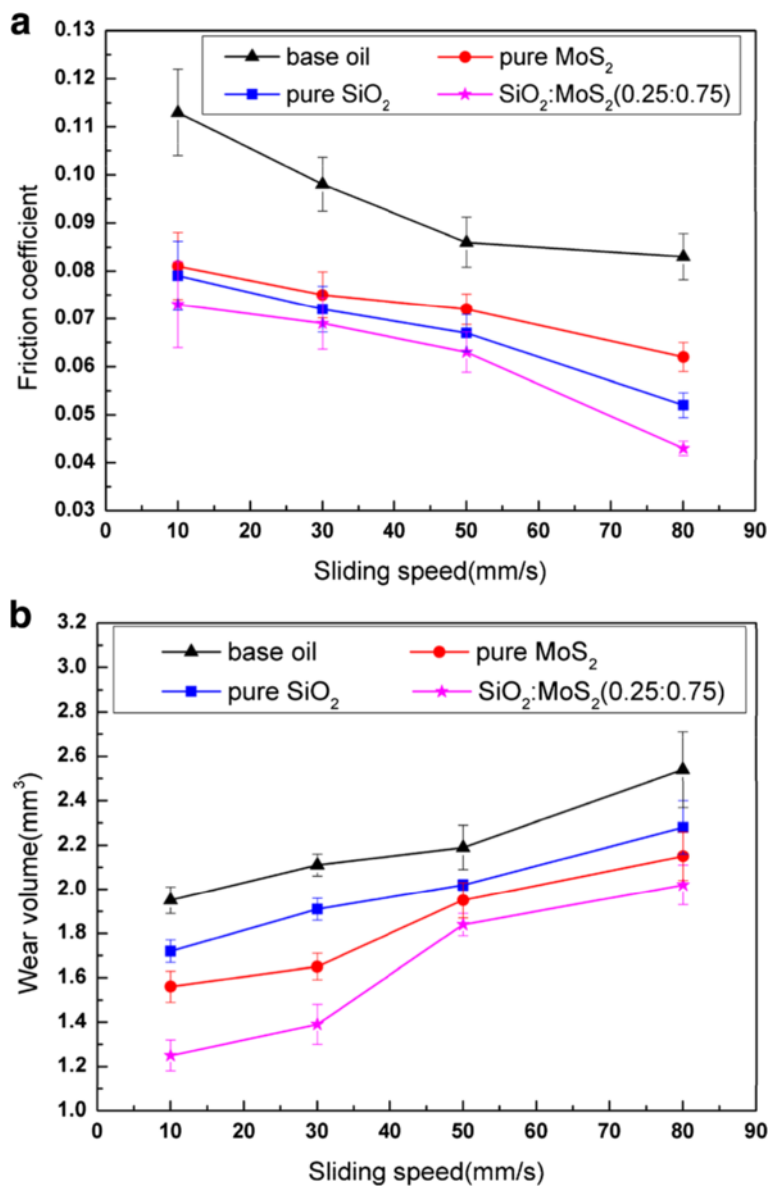 a
base oil
pure MoS2
pure SiO2
SiO2:MoS2(0.25:0.75)
Friction coefficient
0.13
0.12
0.11
0.10
0.09
0.08
0.07
0.06
0.05
0.04
0.03
0 10 20 30 40 50 60 70 80 90
Sliding speed(mm/s)
b
base oil
pure MoS2
pure SiO2
SiO2:MoS2(0.25:0.75)
Wear volume(mm3)
3.2
3.0
2.8
2.6
2.4
2.2
2.0
1.8
1.6
1.4
1.2
1.0
0 10 20 30 40 50 60 70 80 90
Sliding speed(mm/s)